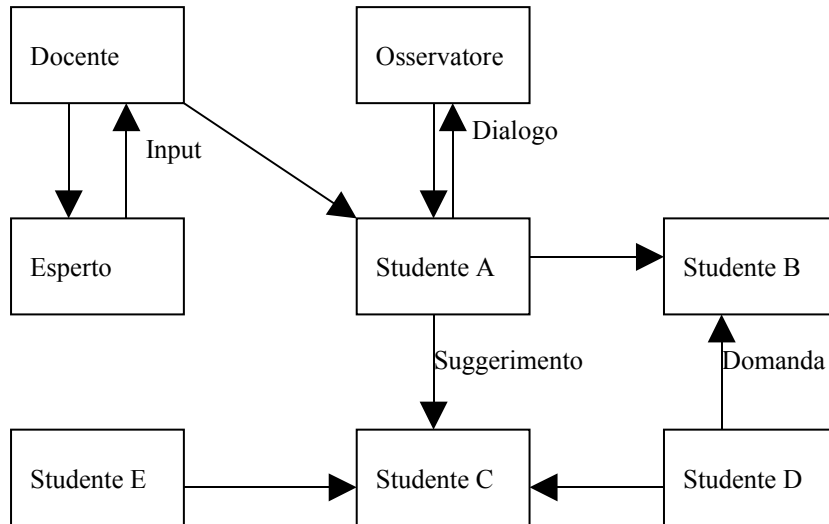 Docente
Osservatore
Input
Dialogo
Esperto
Studente A
Studente B
Suggerimento
Domanda
Studente E
Studente C
Studente D